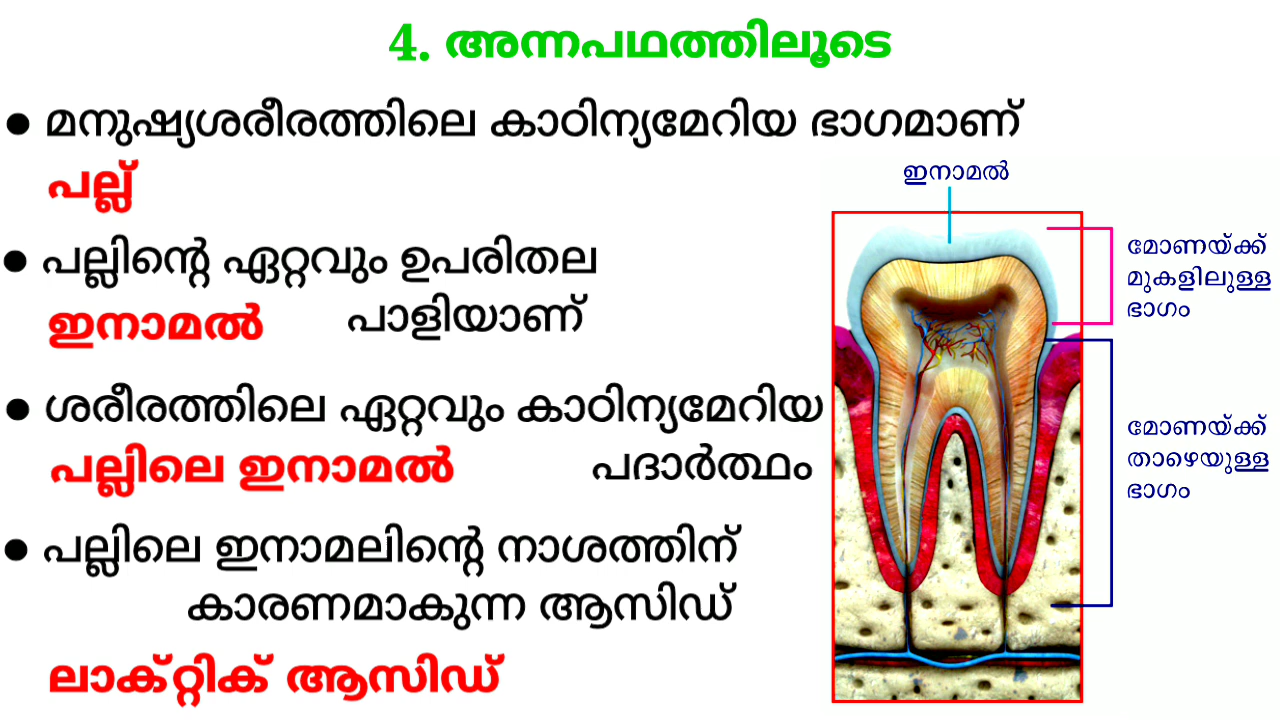 4. അന്നപഥത്തിലൂടെ
● മനുഷ്യശരീരത്തിലെ കാഠിന്യമേറിയ ഭാഗമാണ്
പല്ല്
● പല്ലിന്റെ ഏറ്റവും ഉപരിതല
ഇനാമൽ പാളിയാണ്
● ശരീരത്തിലെ ഏറ്റവും കാഠിന്യമേറിയ
പല്ലിലെ ഇനാമൽ പദാർത്ഥം
● പല്ലിലെ ഇനാമലിന്റെ നാശത്തിന്
കാരണമാകുന്ന ആസിഡ്
ലാക്റ്റിക് ആസിഡ്
ഇനാമൽ
മോണയ്ക്ക്
മുകളിലുള്ള
ഭാഗം
മോണയ്ക്ക്
താഴെയുള്ള
ഭാഗം